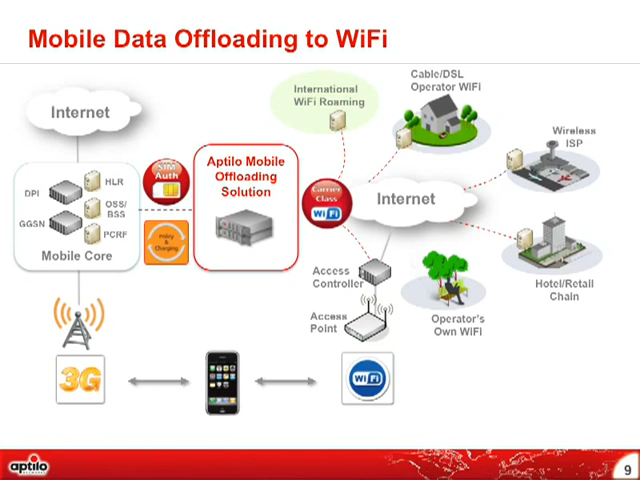 Mobile Data Offloading to WiFi
Internet
DPI
HLR
OSS/
BSS
GGSN
PCRF
Mobile Core
SIM
Auth
Policy
&
Charging
Aptilo Mobile
Offloading
Solution
Carrier
Class
WiFi
International
WiFi Roaming
Cable/DSL
Operator WiFi
Wireless
ISP
Internet
Hotel/Retail
Chain
Access
Controller
Access
Point
Operator's
Own WiFi
3G
WiFi
aptilo
9